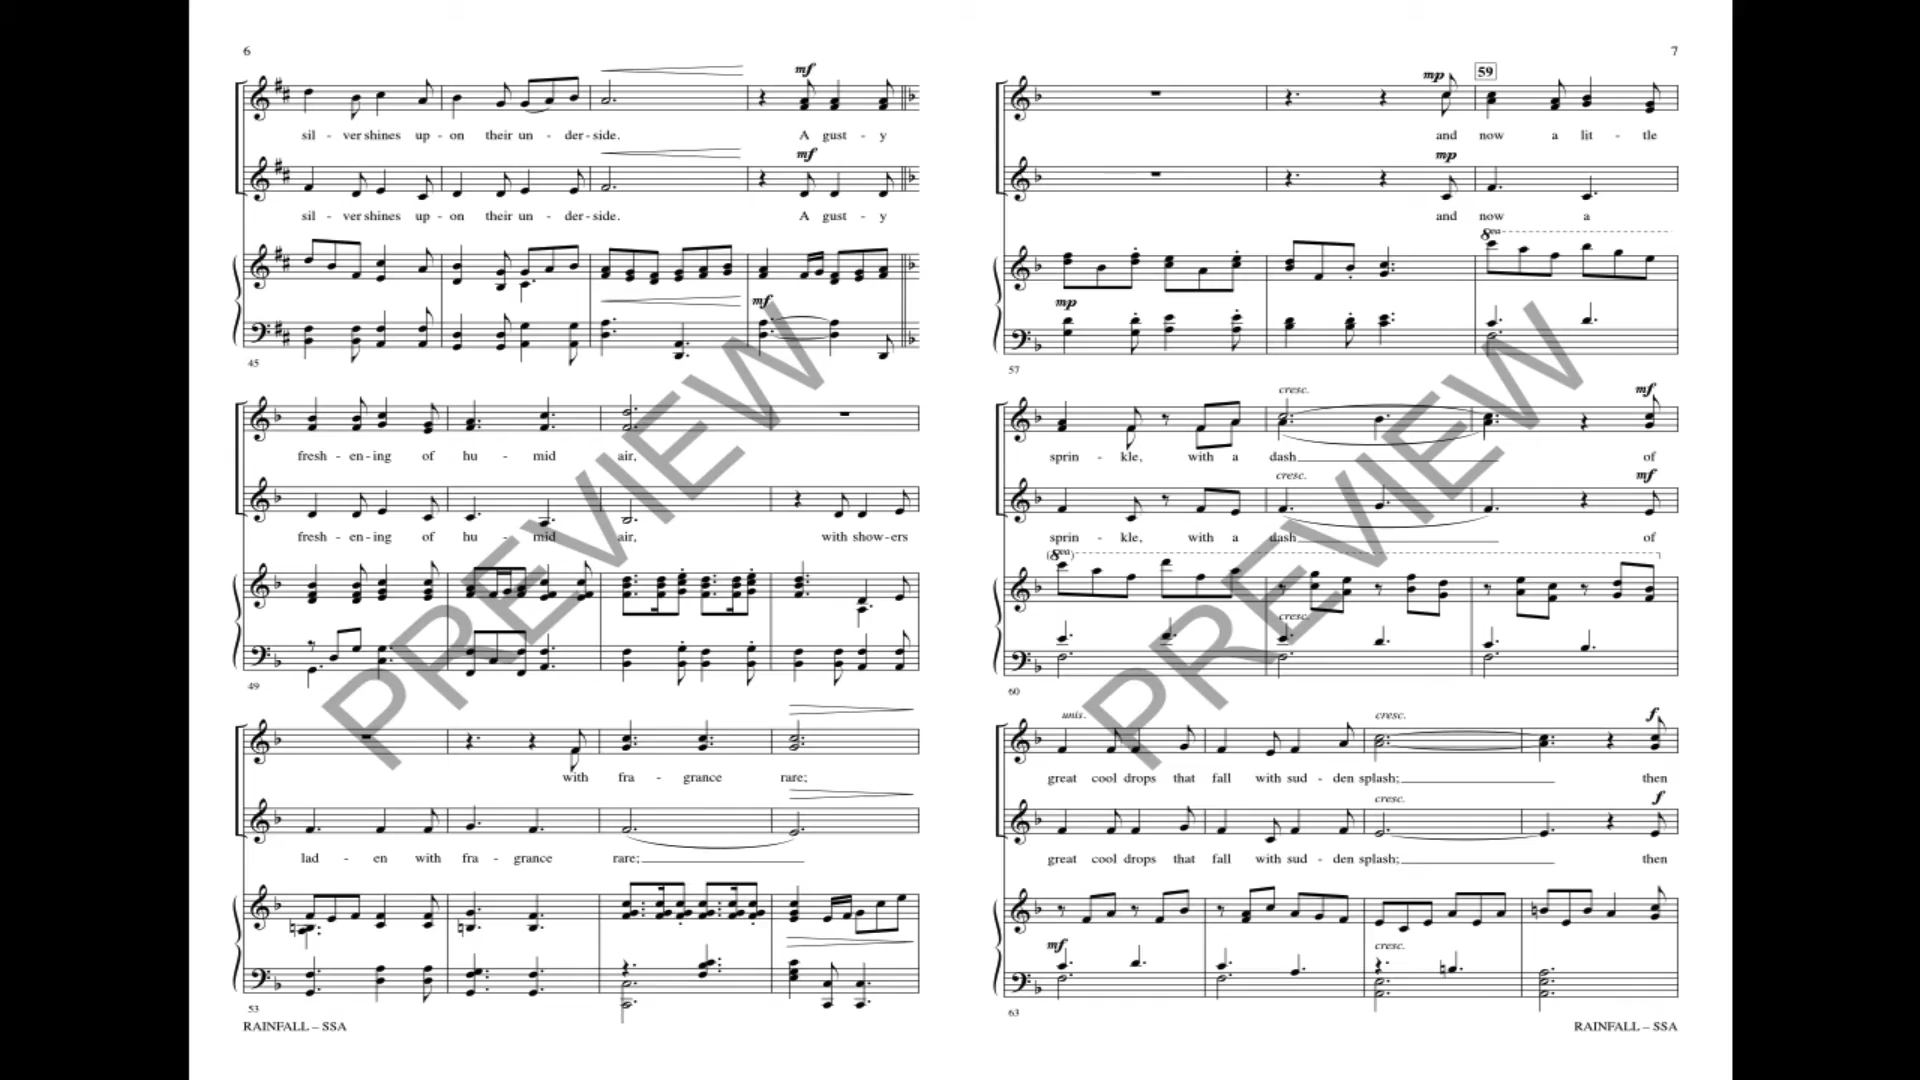 6
mf
sil - ver shines up - on their un - der - side. A gust - y
mf
sil - ver shines up - on their un - der - side. A gust - y
mf
45
fresh - en - ing of hu - mid air,
fresh - en - ing of hu - mid air, with show - ers
49
with fra - grance rare;
lad - en with fra - grance rare;
53
RAINFALL – SSA
PREVIEW
7
mp 59
and now a lit - tle
mp
and now a
8va
mp
57
cresc. mf
sprin - kle, with a dash of
cresc. mf
sprin - kle, with a dash of
(8va)
cresc.
60
unis. cresc. f
great cool drops that fall with sud - den splash; then
cresc. f
great cool drops that fall with sud - den splash; then
mf cresc.
63
RAINFALL – SSA
PREVIEW